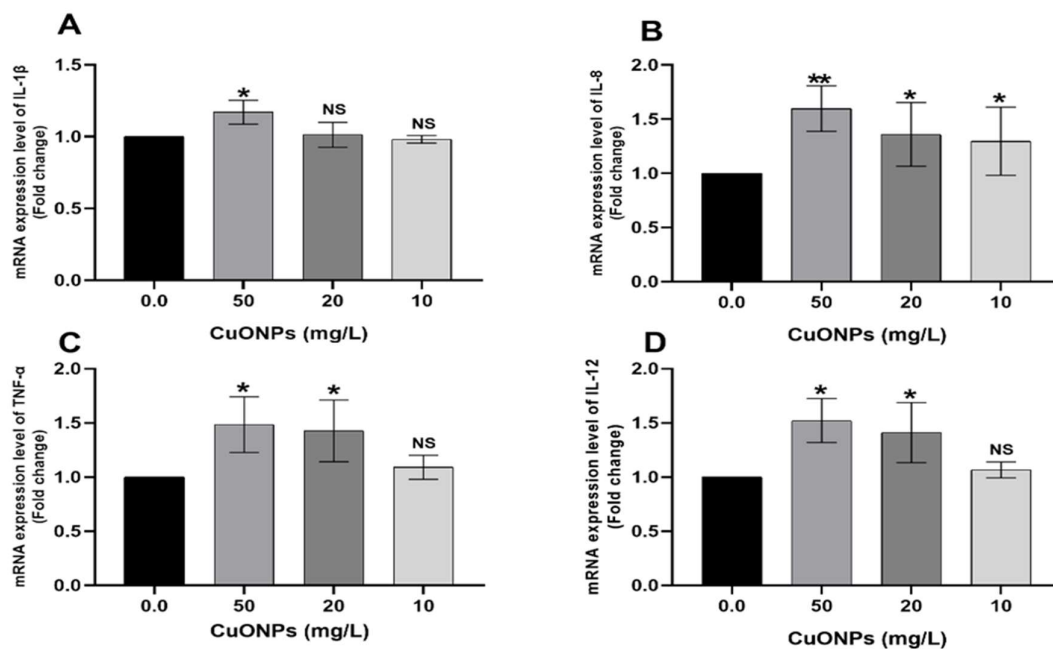 A
mRNA expression level of IL-1β
(Fold change)
1.5
1.0
0.5
0.0
*
NS
NS
0.0 50 20 10
CuONPs (mg/L)
B
mRNA expression level of IL-8
(Fold change)
2.0
1.5
1.0
0.5
0.0
**
*
*
0.0 50 20 10
CuONPs (mg/L)
C
mRNA expression level of TNF-α
(Fold change)
2.0
1.5
1.0
0.5
0.0
*
*
NS
0.0 50 20 10
CuONPs (mg/L)
D
mRNA expression level of IL-12
(Fold change)
2.0
1.5
1.0
0.5
0.0
*
*
NS
0.0 50 20 10
CuONPs (mg/L)